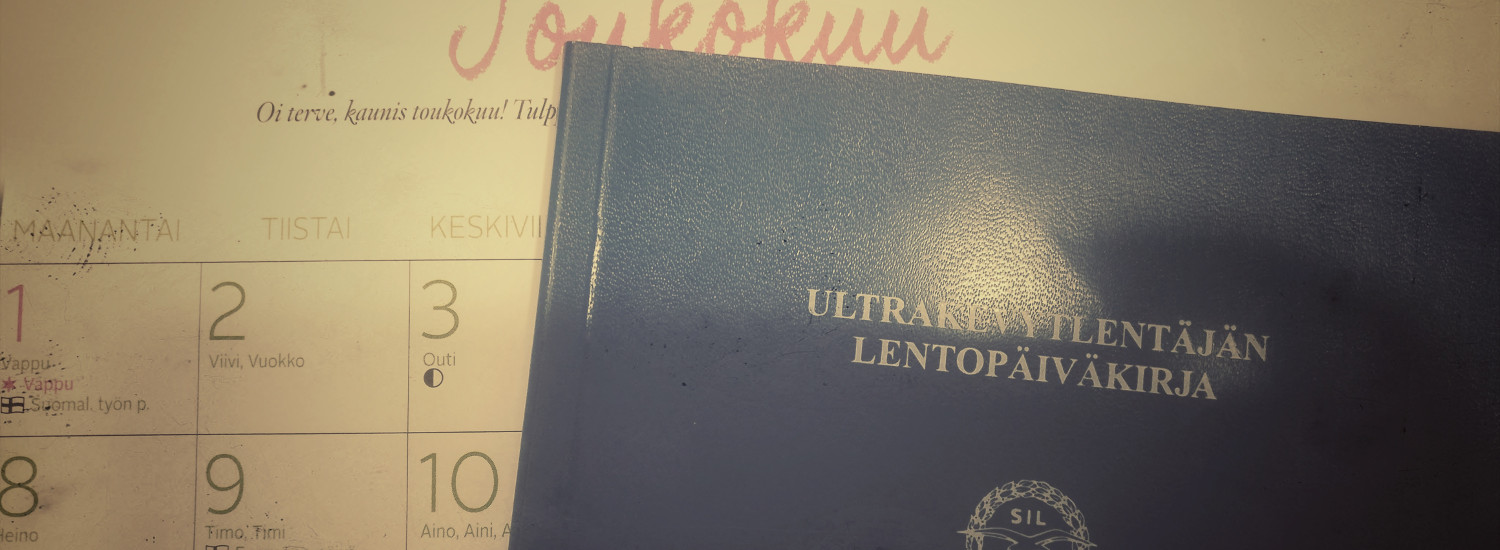 Joukokuu
Oi terve, kaunis toukokuu! Tulp
MAANANTAI TIISTAI KESKIVII
1 2 3
Vappu Viivi, Vuokko Outi
Vappu
Suomal. työn p.
8 9 10
Heino Timo, Timi Aino, Aini, A
ULTRAKEVYTLENTÄJÄN
LENTOPÄIVÄKIRJA
SIL